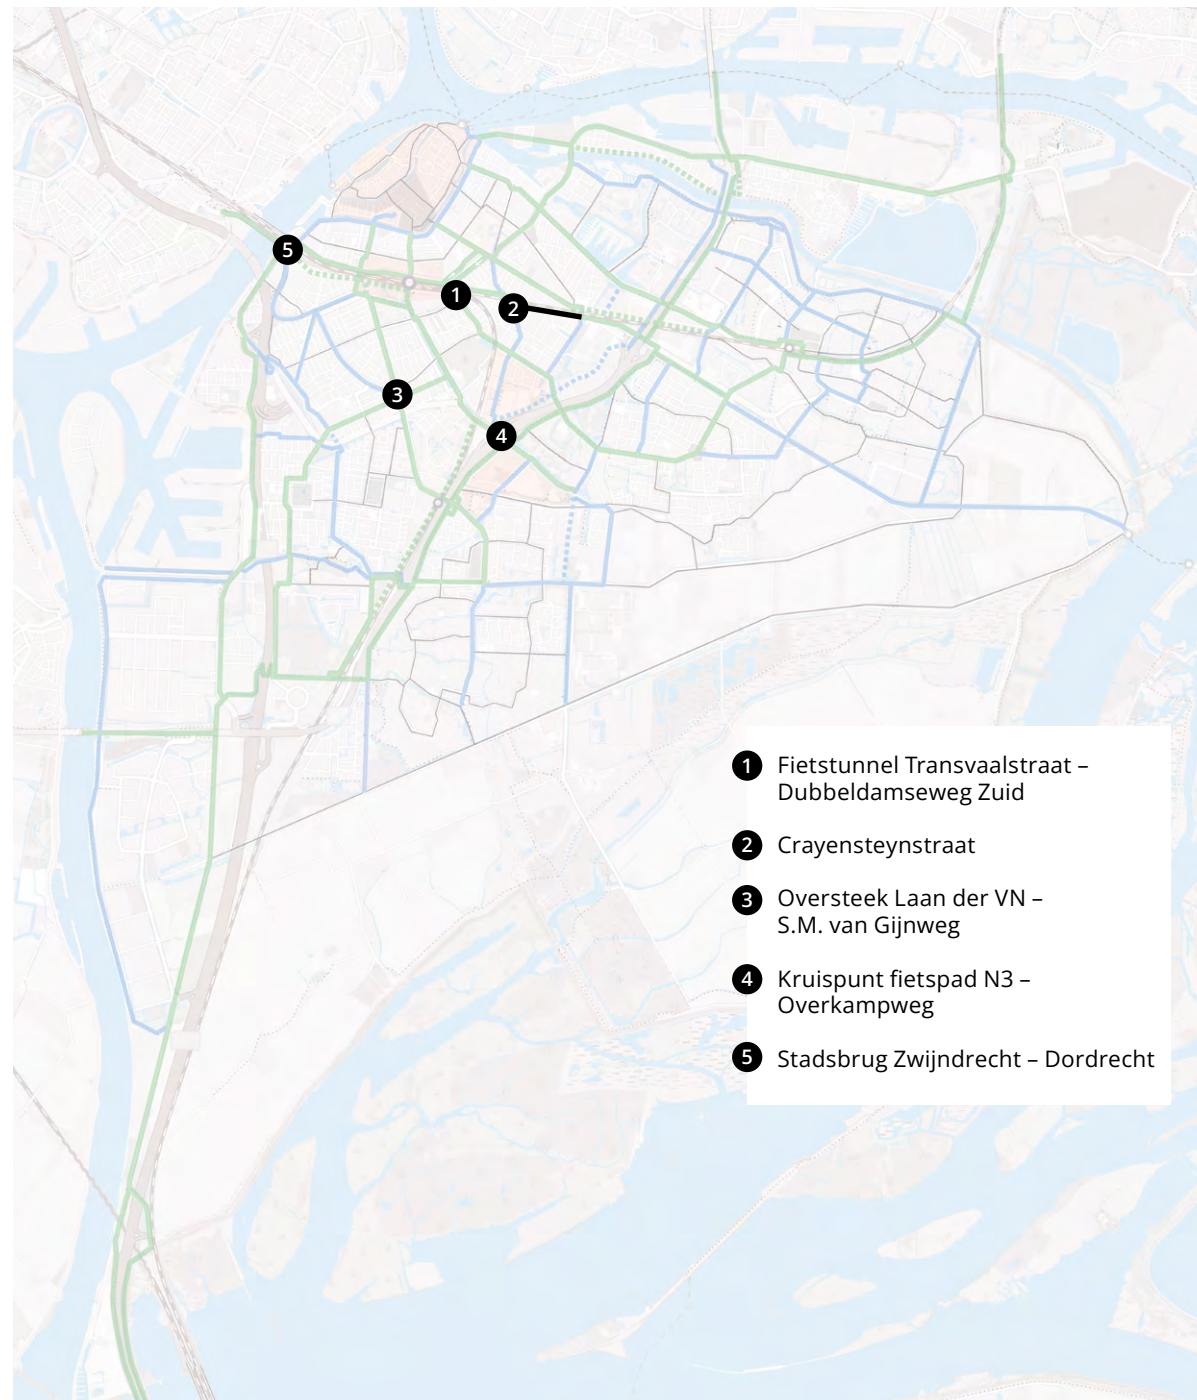 5
1
2
3
4
1 Fietstunnel Transvaalstraat –
Dubbeldamseweg Zuid
2 Crayensteynstraat
3 Oversteek Laan der VN –
S.M. van Gijnweg
4 Kruispunt fietspad N3 –
Overkampweg
5 Stadsbrug Zwijndrecht – Dordrecht